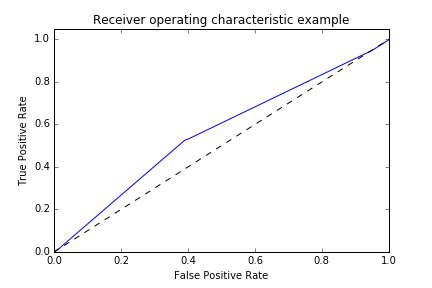 Receiver operating characteristic example
1.0
0.8
0.6
0.4
0.2
0.0
True Positive Rate
0.0 0.2 0.4 0.6 0.8 1.0
False Positive Rate